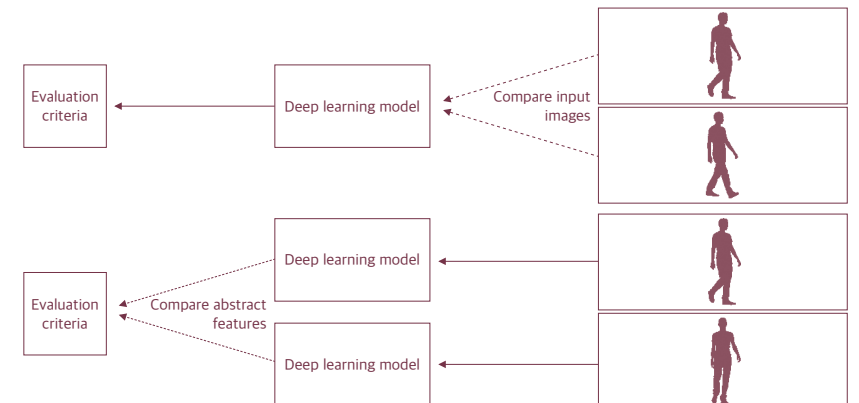 Evaluation
criteria
Deep learning model
Compare input
images
Evaluation
criteria
Compare abstract
features
Deep learning model
Deep learning model